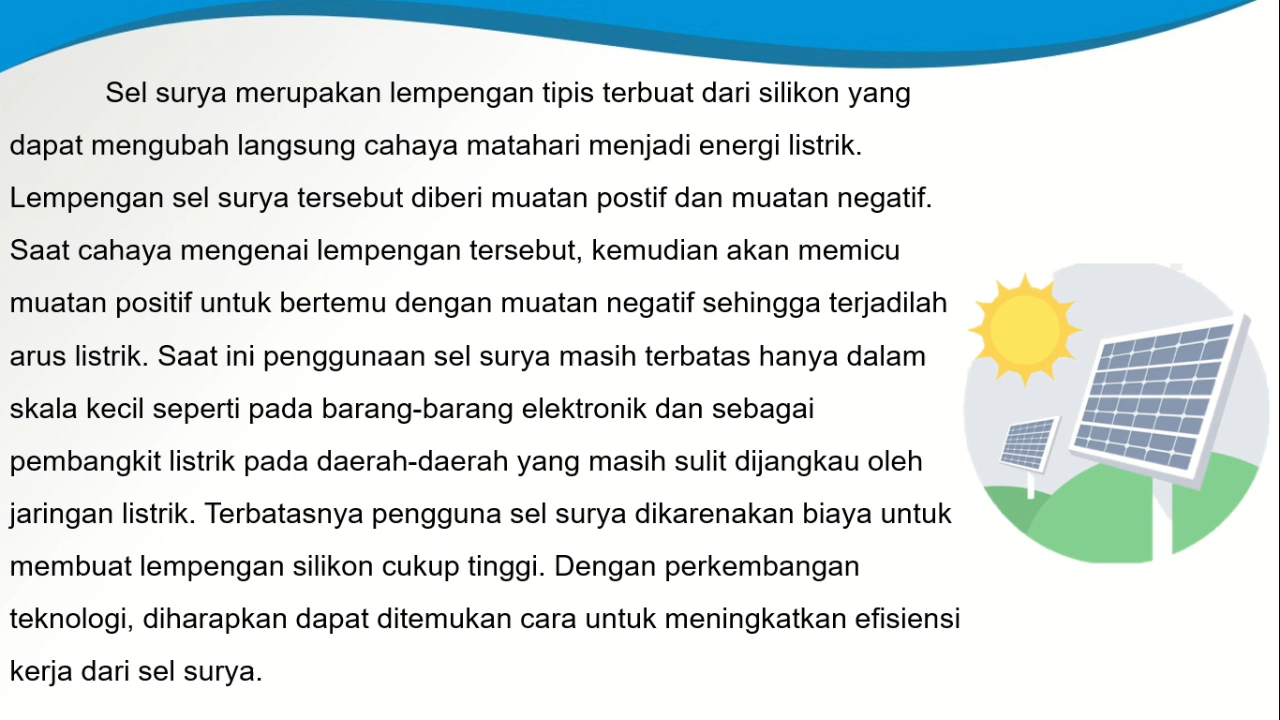 Sel surya merupakan lempengan tipis terbuat dari silikon yang
dapat mengubah langsung cahaya matahari menjadi energi listrik.
Lempengan sel surya tersebut diberi muatan postif dan muatan negatif.
Saat cahaya mengenai lempengan tersebut, kemudian akan memicu
muatan positif untuk bertemu dengan muatan negatif sehingga terjadilah
arus listrik. Saat ini penggunaan sel surya masih terbatas hanya dalam
skala kecil seperti pada barang-barang elektronik dan sebagai
pembangkit listrik pada daerah-daerah yang masih sulit dijangkau oleh
jaringan listrik. Terbatasnya pengguna sel surya dikarenakan biaya untuk
membuat lempengan silikon cukup tinggi. Dengan perkembangan
teknologi, diharapkan dapat ditemukan cara untuk meningkatkan efisiensi
kerja dari sel surya.